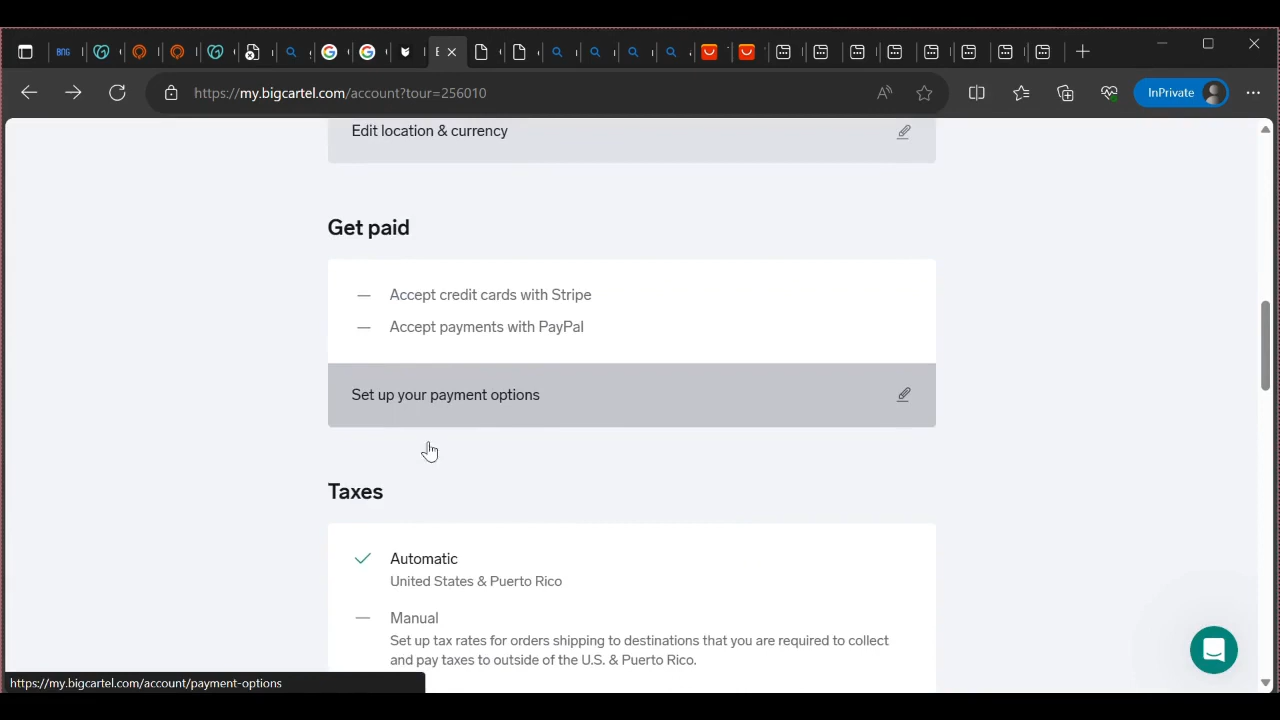 BNG
https://my.bigcartel.com/account?tour=256010
InPrivate
Edit location & currency
Get paid
Accept credit cards with Stripe
Accept payments with PayPal
Set up your payment options
Taxes
Automatic
United States & Puerto Rico
Manual
Set up tax rates for orders shipping to destinations that you are required to collect
and pay taxes to outside of the U.S. & Puerto Rico.
https://my.bigcartel.com/account/payment-options